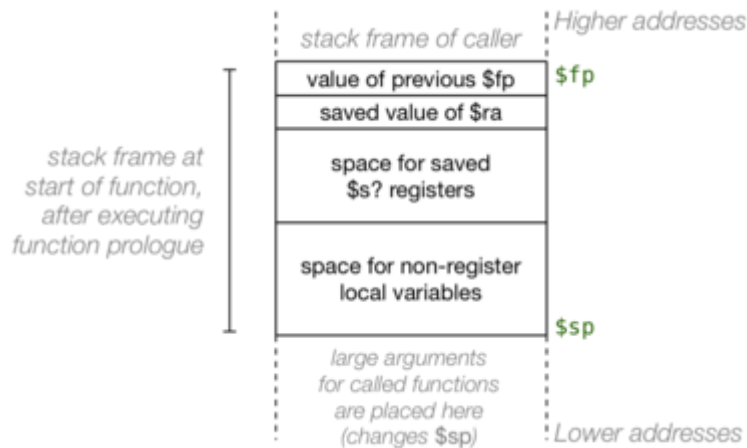 Higher addresses
stack frame of caller
value of previous $fp
$fp
saved value of $ra
stack frame at
start of function,
after executing
function prologue
space for saved
$s? registers
space for non-register
local variables
$sp
large arguments
for called functions
are placed here
(changes $sp)
Lower addresses